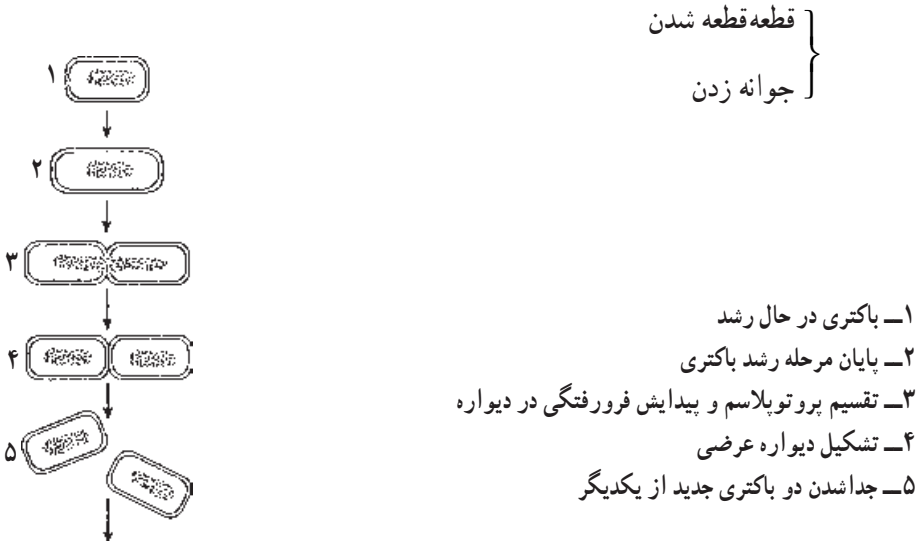 قطعه‌قطعه شدن
جوانه زدن
۱
۲
۳
۴
۵
۱ــ باکتری در حال رشد
۲ــ پایان مرحله رشد باکتری
۳ــ تقسیم پروتوپلاسم و پیدایش فرورفتگی در دیواره
۴ــ تشکیل دیواره عرضی
۵ــ جداشدن دو باکتری جدید از یکدیگر